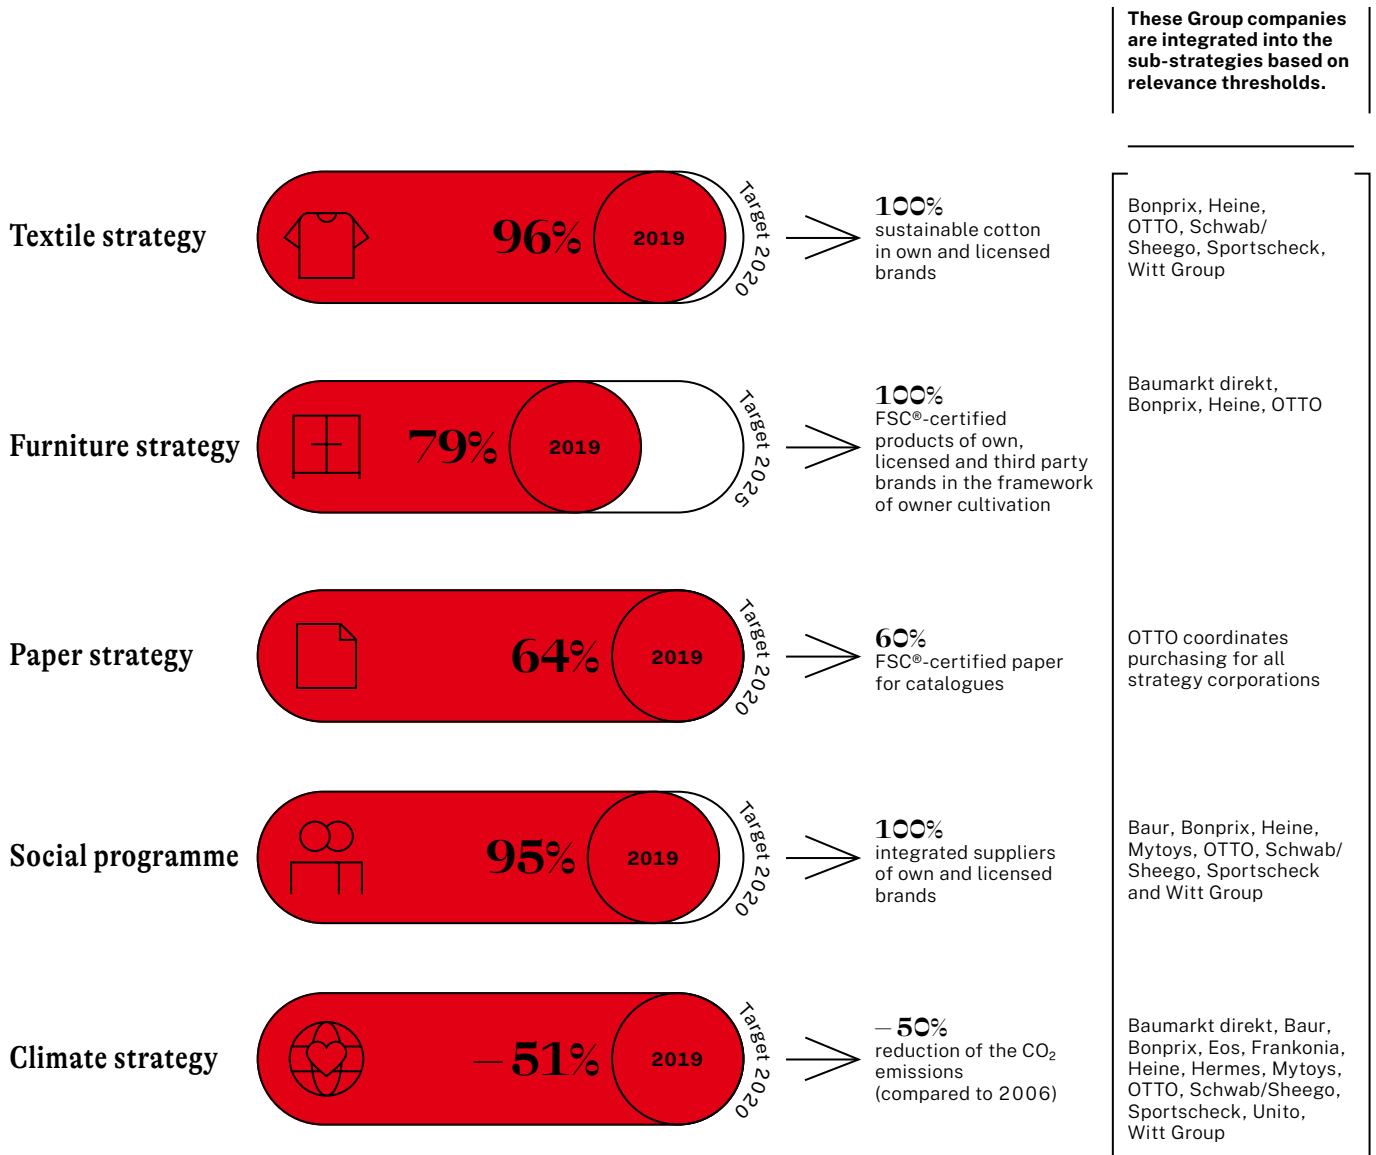 These Group companies
are integrated into the
sub-strategies based on
relevance thresholds.
Textile strategy
96%
2019
Target 2020
100%
sustainable cotton
in own and licensed
brands
Bonprix, Heine,
OTTO, Schwab/
Sheego, Sportscheck,
Witt Group
Furniture strategy
79%
2019
Target 2025
100%
FSC®-certified
products of own,
licensed and third party
brands in the framework
of owner cultivation
Baumarkt direkt,
Bonprix, Heine, OTTO
Paper strategy
64%
2019
Target 2020
60%
FSC®-certified paper
for catalogues
OTTO coordinates
purchasing for all
strategy corporations
Social programme
95%
2019
Target 2020
100%
integrated suppliers
of own and licensed
brands
Baur, Bonprix, Heine,
Mytoys, OTTO, Schwab/
Sheego, Sportscheck
and Witt Group
Climate strategy
– 51%
2019
Target 2020
– 50%
reduction of the CO₂
emissions
(compared to 2006)
Baumarkt direkt, Baur,
Bonprix, Eos, Frankonia,
Heine, Hermes, Mytoys,
OTTO, Schwab/Sheego,
Sportscheck, Unito,
Witt Group